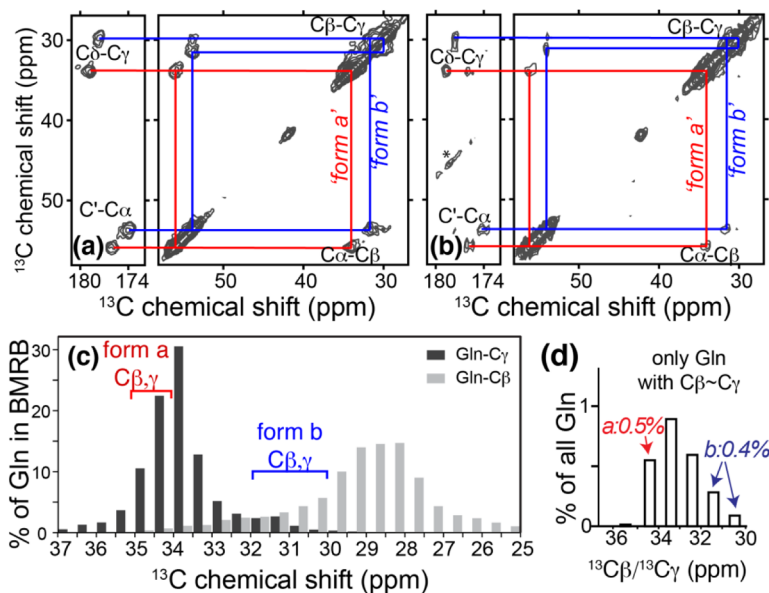 30
40
50
13C chemical shift (ppm)
Cδ-Cγ
Cβ-Cγ
'form a'
'form b'
C'-Cα
(a)
Cα-Cβ
180 174 50 40 30
13C chemical shift (ppm)
30
40
50
13C chemical shift (ppm)
Cδ-Cγ
Cβ-Cγ
'form a'
'form b'
*
C'-Cα
(b)
Cα-Cβ
180 174 50 40 30
13C chemical shift (ppm)
(c)
form a
Cβ,γ
form b
Cβ,γ
Gln-Cγ
Gln-Cβ
% of Gln in BMRB
30
20
10
0
37 36 35 34 33 32 31 30 29 28 27 26 25
13C chemical shift (ppm)
(d)
only Gln
with Cβ~Cγ
a:0.5%
b:0.4%
% of all Gln
1
0
36 34 32 30
13Cβ/13Cγ (ppm)